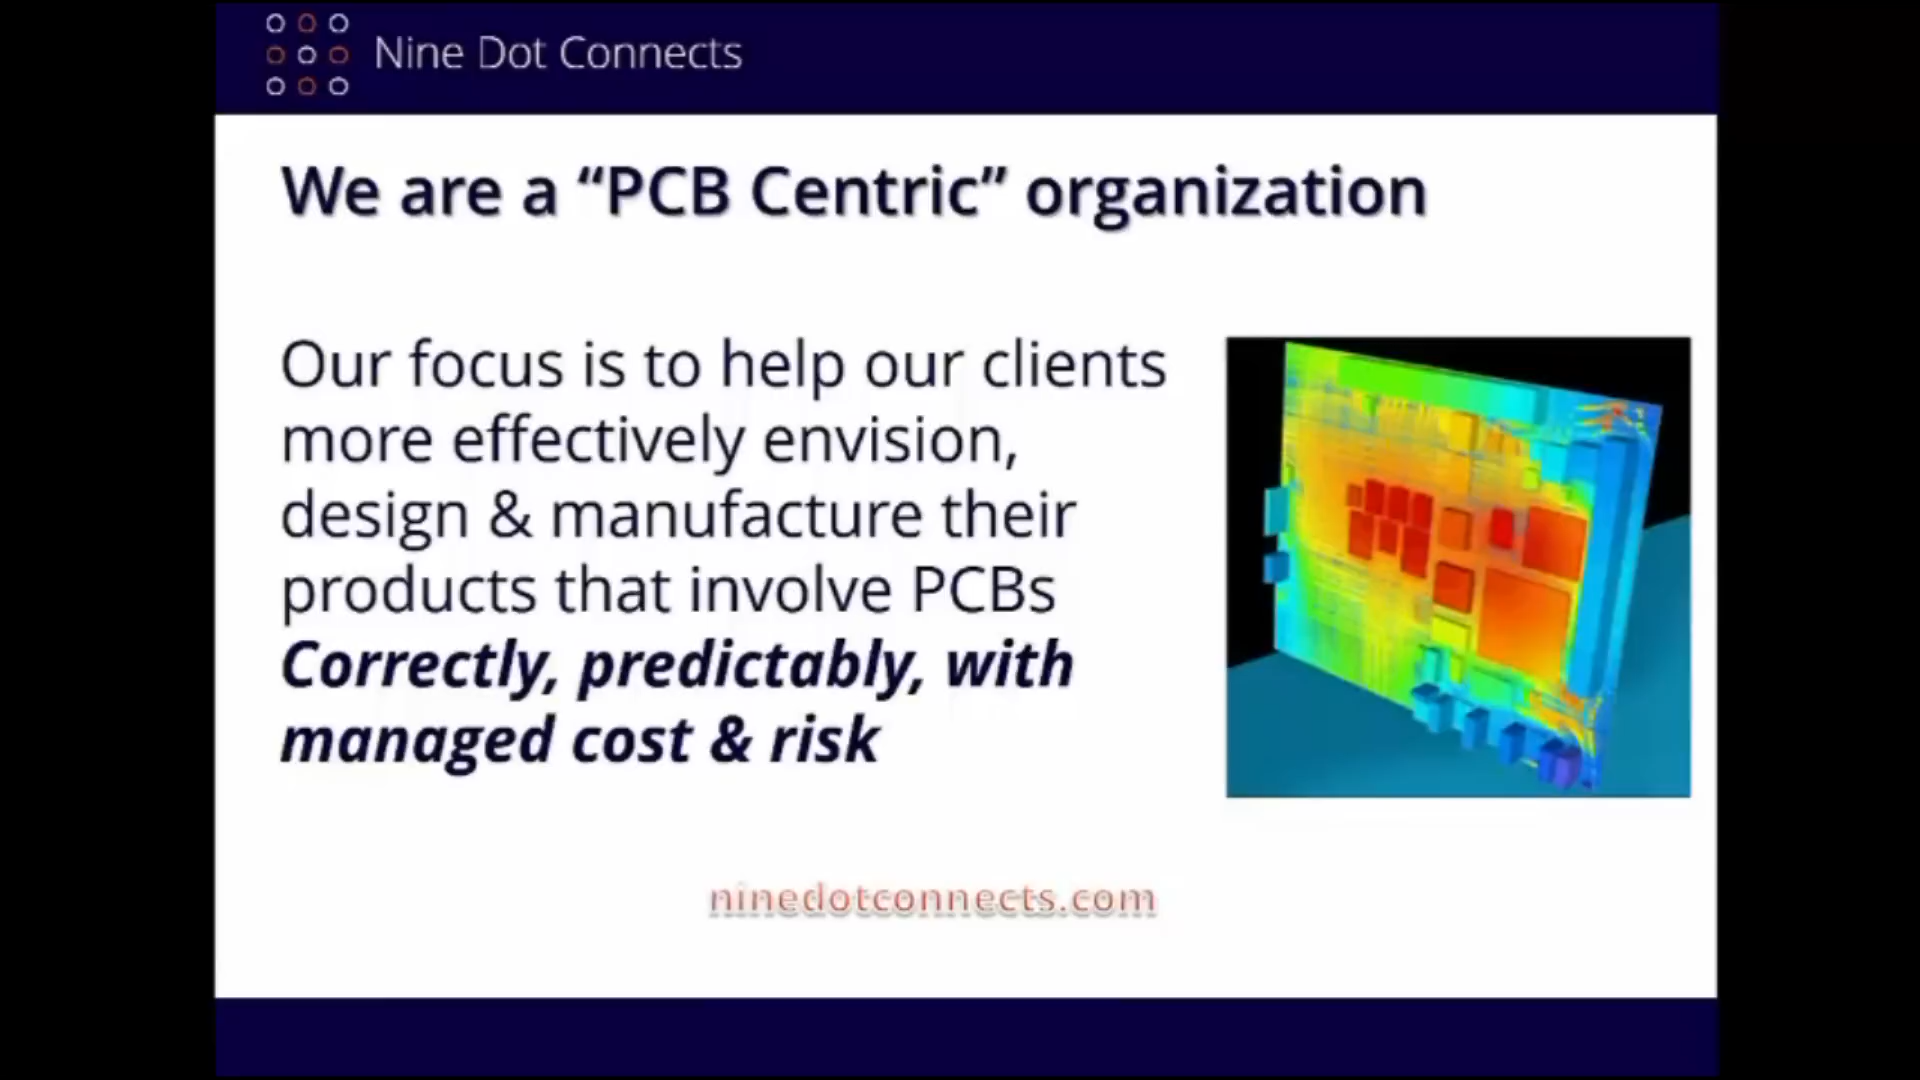 Nine Dot Connects
We are a “PCB Centric” organization
Our focus is to help our clients
more effectively envision,
design & manufacture their
products that involve PCBs
Correctly, predictably, with
managed cost & risk
ninedotconnects.com